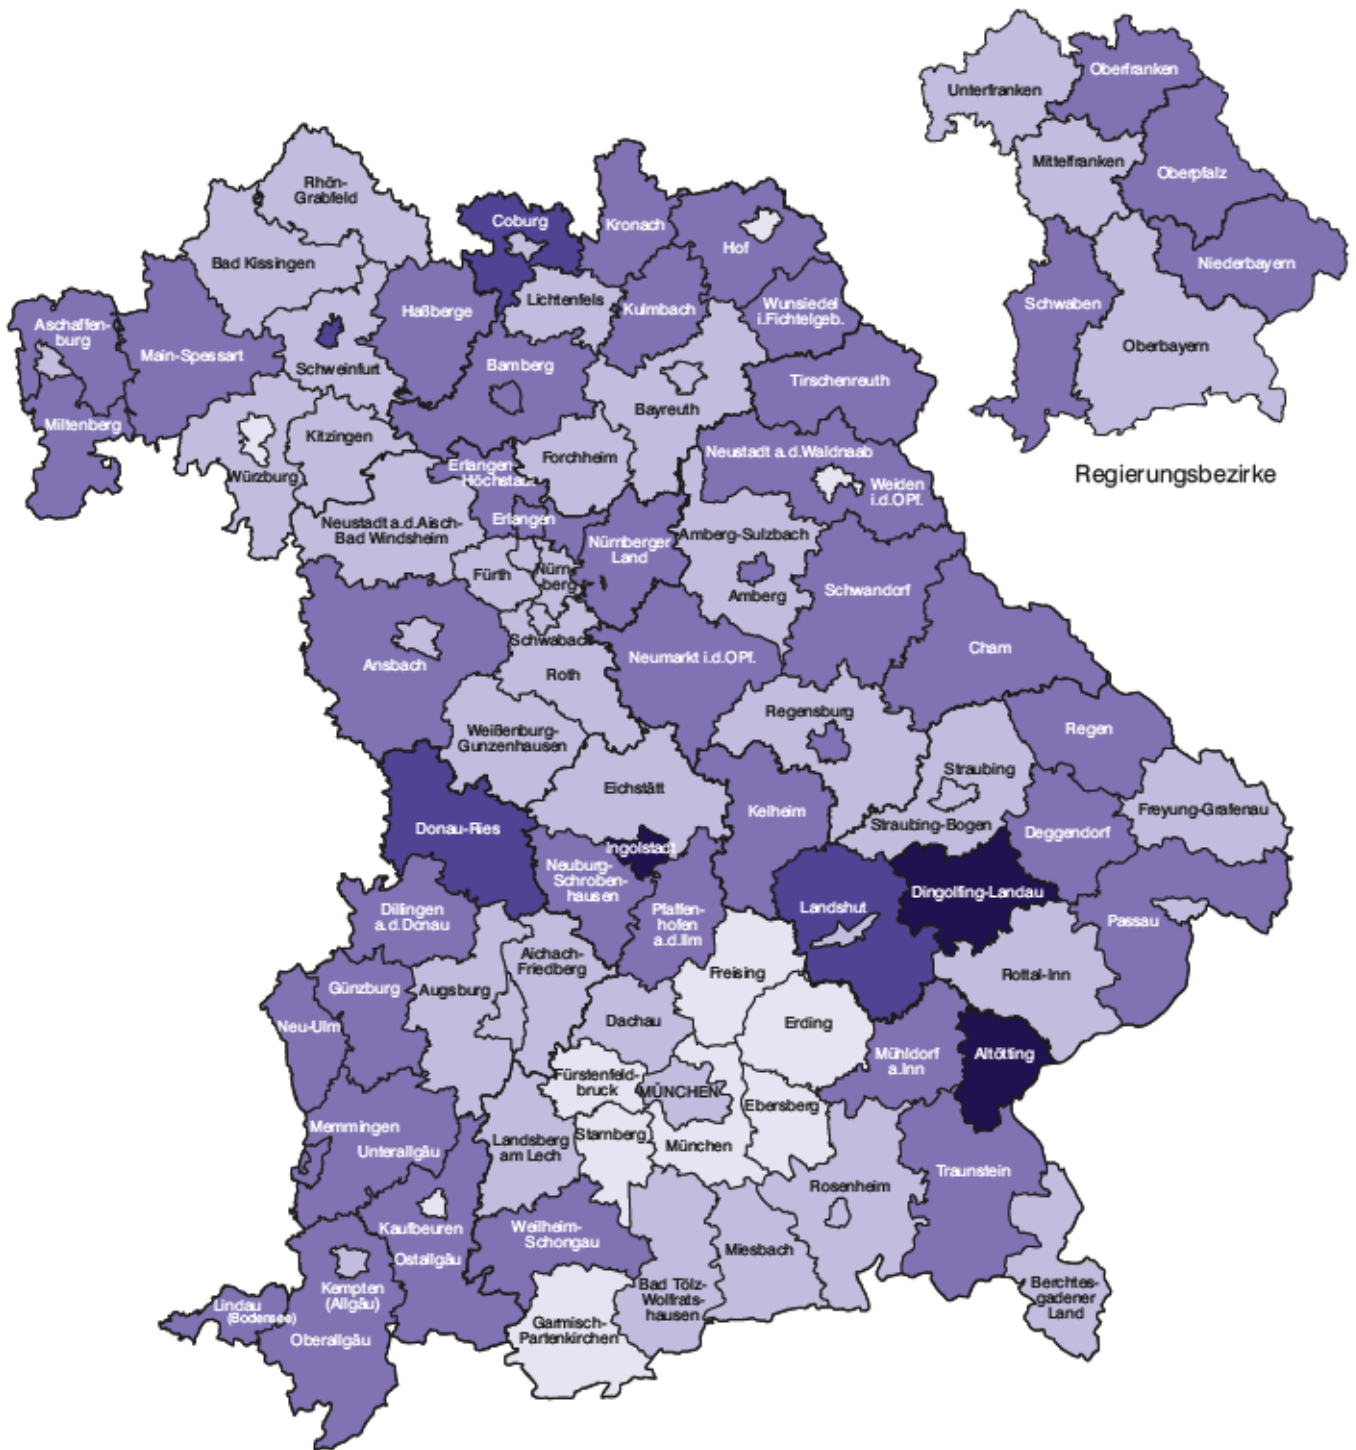 Oberfranken
Unterfranken
Mittelfranken
Oberpfalz
Niederbayern
Schwaben
Oberbayern
Regierungsbezirke
Rhön-
Grabfeld
Coburg
Kronach
Hof
Bad Kissingen
Lichtenfels
Haßberge
Kulmbach
Wunsiedel
i.Fichtelgeb.
Aschaffen-
burg
Main-Spessart
Schweinfurt
Bamberg
Tirschenreuth
Bayreuth
Miltenberg
Kitzingen
Würzburg
Forchheim
Erlangen-
Höchstadt
Neustadt a.d.Waldnaab
Weiden
i.d.OPf.
Neustadt a.d.Aisch-
Bad Windsheim
Erlangen
Nürnberger
Land
Amberg-Sulzbach
Fürth
Nürn-
berg
Amberg
Schwandorf
Schwabach
Ansbach
Roth
Neumarkt i.d.OPf.
Cham
Regensburg
Weißenburg-
Gunzenhausen
Regen
Straubing
Eichstätt
Freyung-Grafenau
Donau-Ries
Kelheim
Straubing-Bogen
Deggendorf
Ingolstadt
Neuburg-
Schroben-
hausen
Dingolfing-Landau
Dillingen
a.d.Donau
Pfaffen-
hofen
a.d.Ilm
Landshut
Passau
Aichach-
Friedberg
Freising
Rottal-Inn
Günzburg
Augsburg
Neu-Ulm
Dachau
Erding
Mühldorf
a.Inn
Altötting
Fürstenfeld-
bruck
MÜNCHEN
Ebersberg
Memmingen
Unterallgäu
Landsberg
am Lech
Starnberg
München
Traunstein
Rosenheim
Kaufbeuren
Ostallgäu
Weilheim-
Schongau
Miesbach
Kempten
(Allgäu)
Bad Tölz-
Wolfrats-
hausen
Berchtes-
gadener
Land
Lindau
(Bodensee)
Oberallgäu
Garmisch-
Partenkirchen